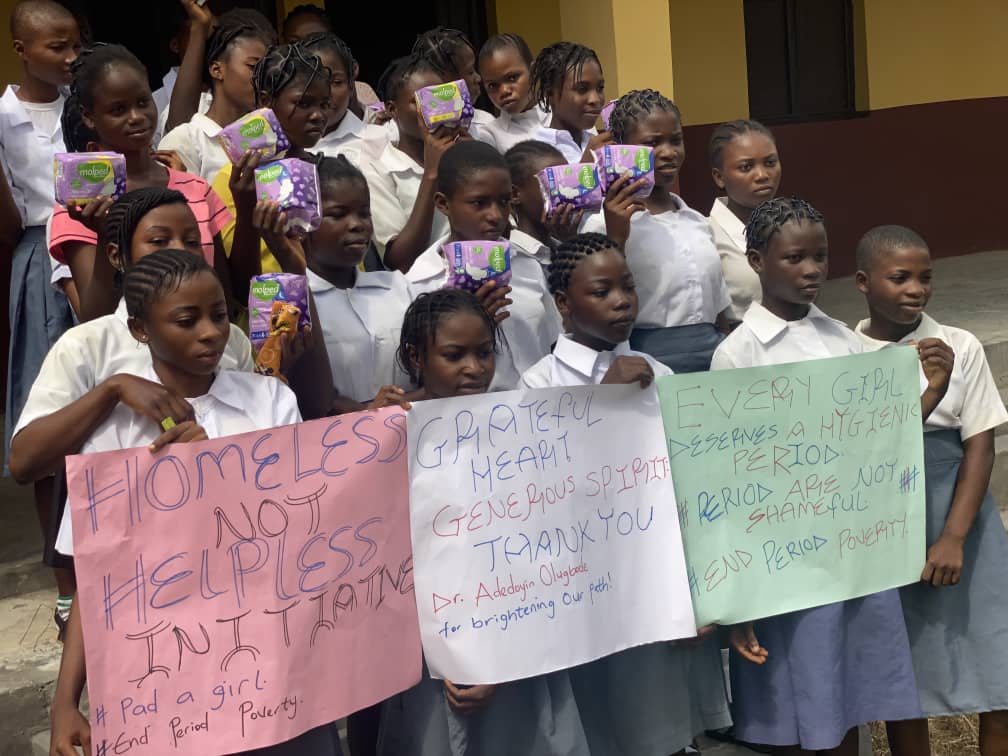 #HOMELESS
NOT
#HELPLESS
INITIATIVE
# Pad a girl.
#End Period Poverty.
GRATEFUL
HEART
GENEROUS SPIRIT
THANK YOU
Dr. Adedoyin Olugbode
for brightening Our Path!
EVERY GIRL
DESERVES A HYGIENIC
PERIOD.
# PERIOD ARE NOT #
SHAMEFUL
#END PERIOD POVERTY.
molped
molped
molped
molped
molped
molped
molped